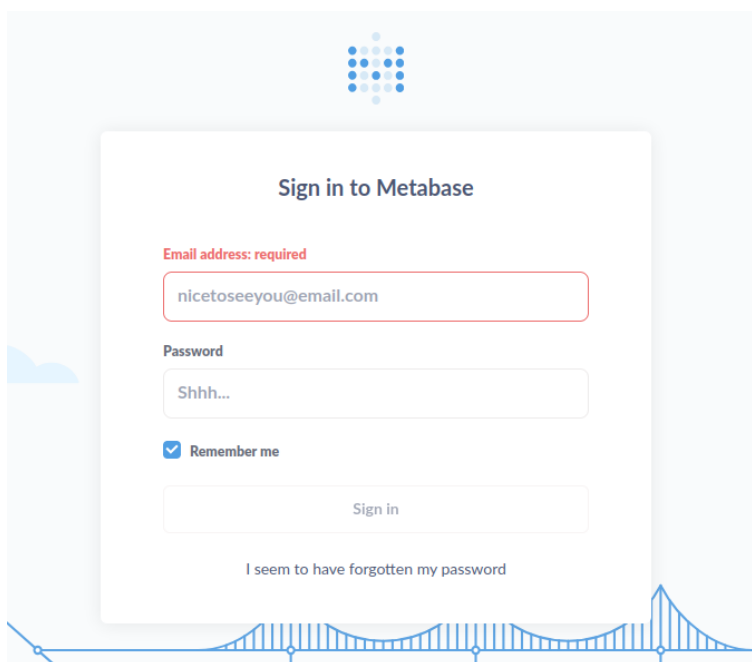 Sign in to Metabase
Email address: required
nicetoseeyou@email.com
Password
Shhh...
Remember me
Sign in
I seem to have forgotten my password